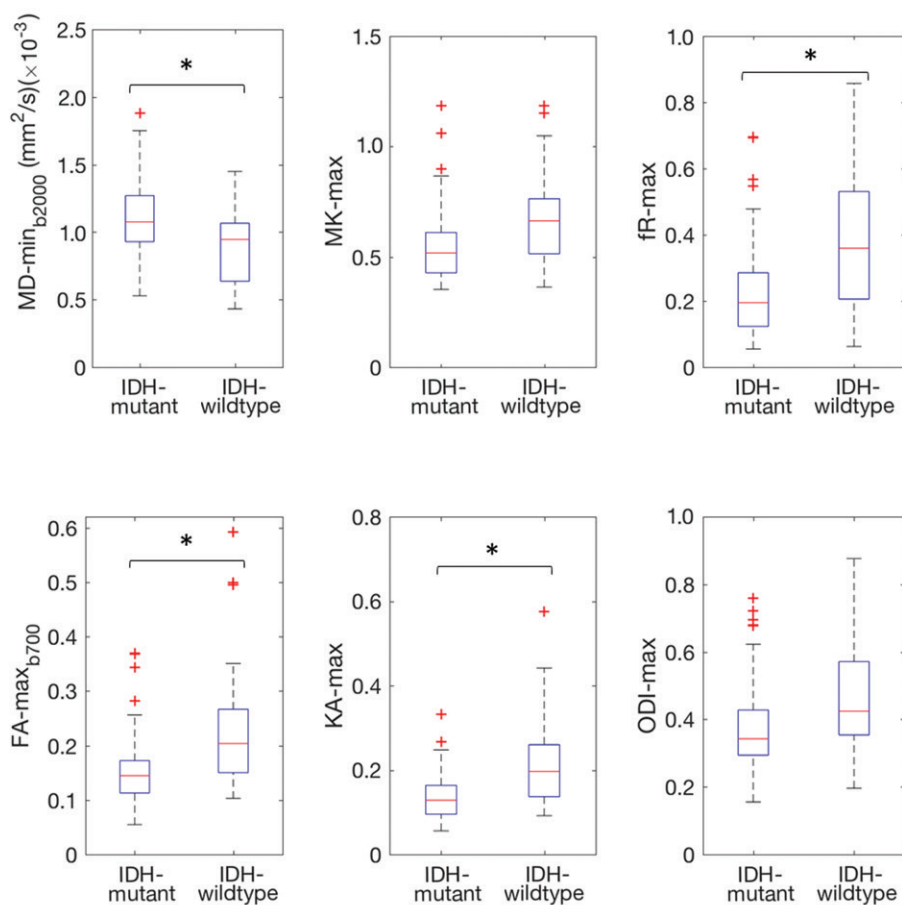 MD-min_b2000 (mm²/s)(×10⁻³)
2.5
2.0
1.5
1.0
0.5
0
*
IDH-
mutant
IDH-
wildtype
MK-max
1.5
1.0
0.5
0
IDH-
mutant
IDH-
wildtype
fR-max
1.0
0.8
0.6
0.4
0.2
0
*
IDH-
mutant
IDH-
wildtype
FA-max_b700
0.6
0.5
0.4
0.3
0.2
0.1
0
*
IDH-
mutant
IDH-
wildtype
KA-max
0.8
0.6
0.4
0.2
0
*
IDH-
mutant
IDH-
wildtype
ODI-max
1.0
0.8
0.6
0.4
0.2
0
IDH-
mutant
IDH-
wildtype